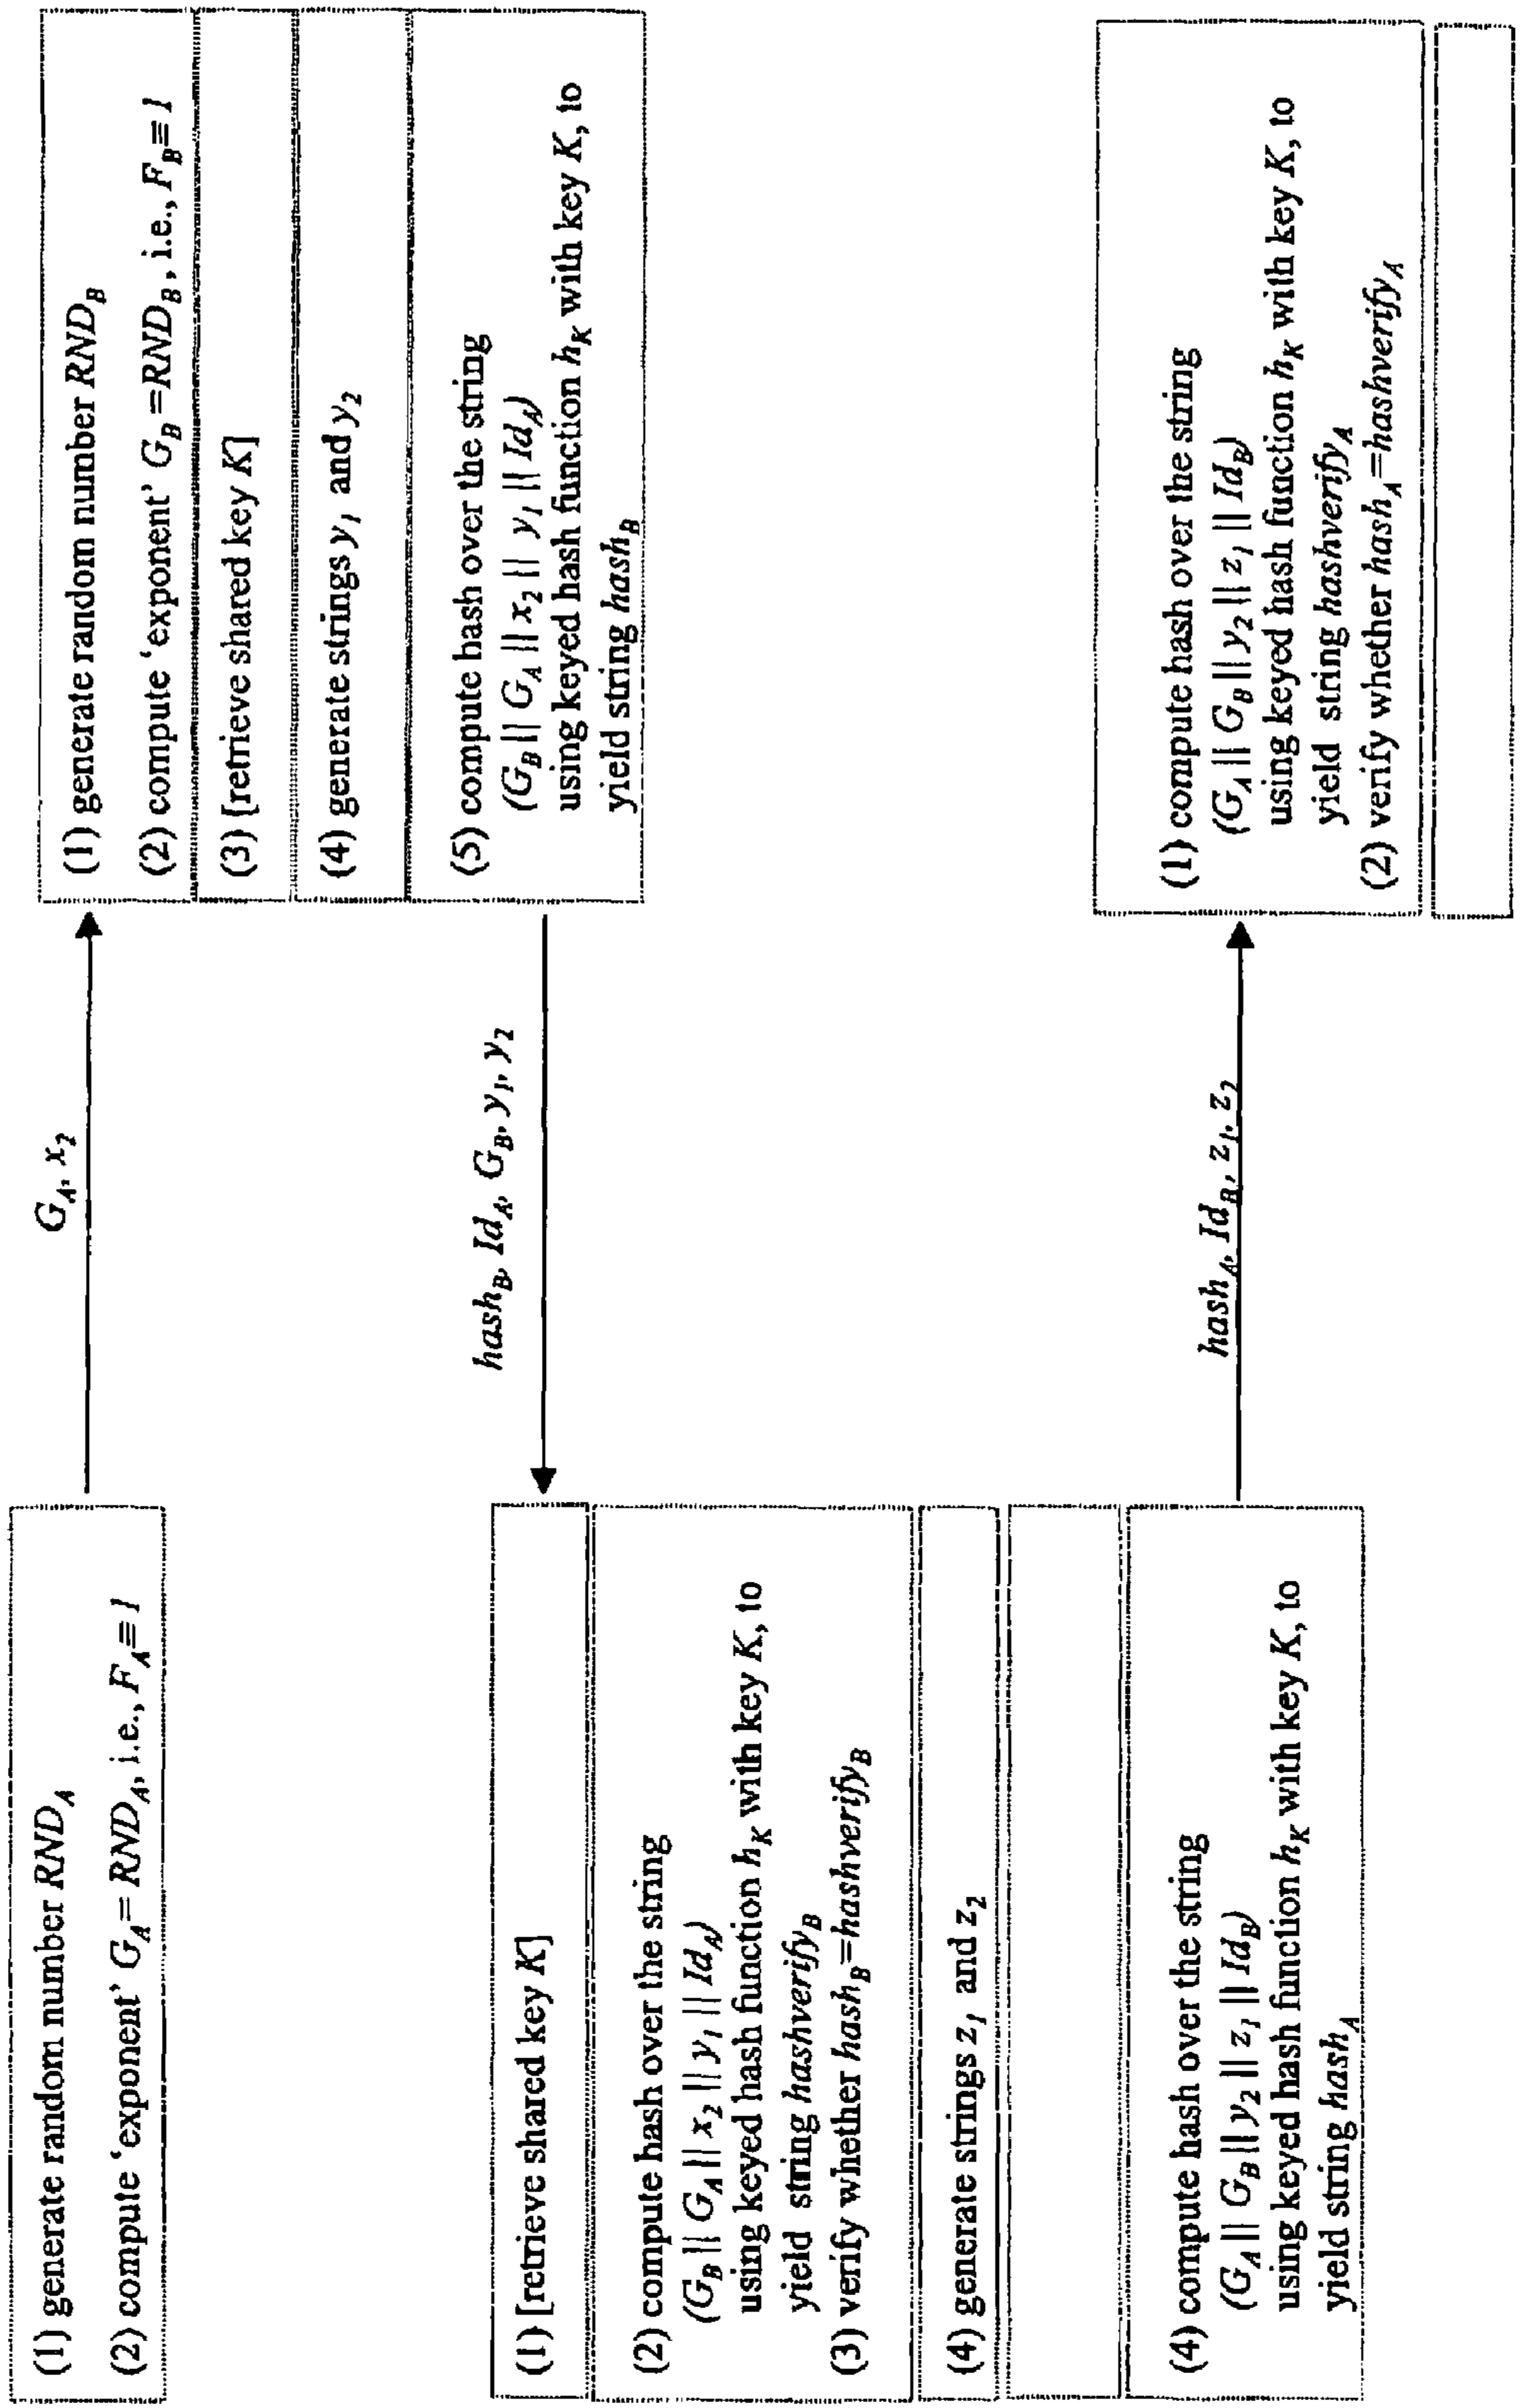 (1) generate random number RND_A
(2) compute ‘exponent’ G_A=RND_A, i.e., F_A≡1
G_A, x_2
(1) generate random number RND_B
(2) compute ‘exponent’ G_B=RND_B, i.e., F_B≡1
(3) [retrieve shared key K]
(4) generate strings y_1 and y_2
(5) compute hash over the string
(G_B || G_A || x_2 || y_1 || Id_A)
using keyed hash function h_K with key K, to
yield string hash_B
hash_B, Id_A, G_B, y_1, y_2
(1) [retrieve shared key K]
(2) compute hash over the string
(G_B || G_A || x_2 || y_1 || Id_A)
using keyed hash function h_K with key K, to
yield string hashverify_B
(3) verify whether hash_B=hashverify_B
(4) generate strings z_1 and z_2
(4) compute hash over the string
(G_A || G_B || y_2 || z_1 || Id_B)
using keyed hash function h_K with key K, to
yield string hash_A
hash_A, Id_B, z_1, z_2
(1) compute hash over the string
(G_A || G_B || y_2 || z_1 || Id_B)
using keyed hash function h_K with key K, to
yield string hashverify_A
(2) verify whether hash_A=hashverify_A